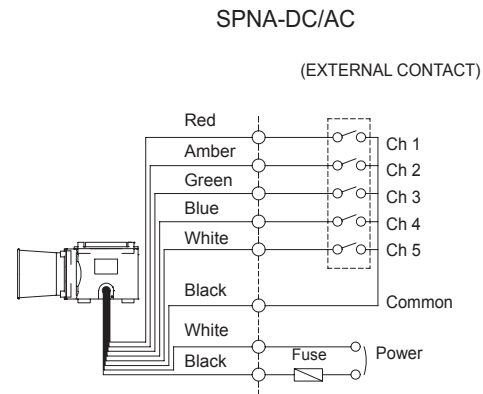 SPNA-DC/AC
(EXTERNAL CONTACT)
Red
Ch 1
Amber
Ch 2
Green
Ch 3
Blue
Ch 4
White
Ch 5
Black
Common
White
Fuse
Power
Black